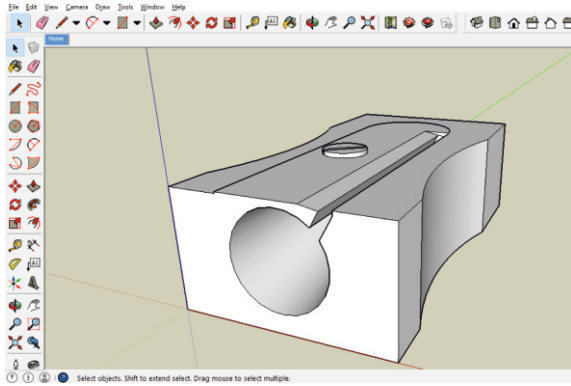 File Edit View Camera Draw Tools Window Help
Home
Select objects. Shift to extend select. Drag mouse to select multiple.